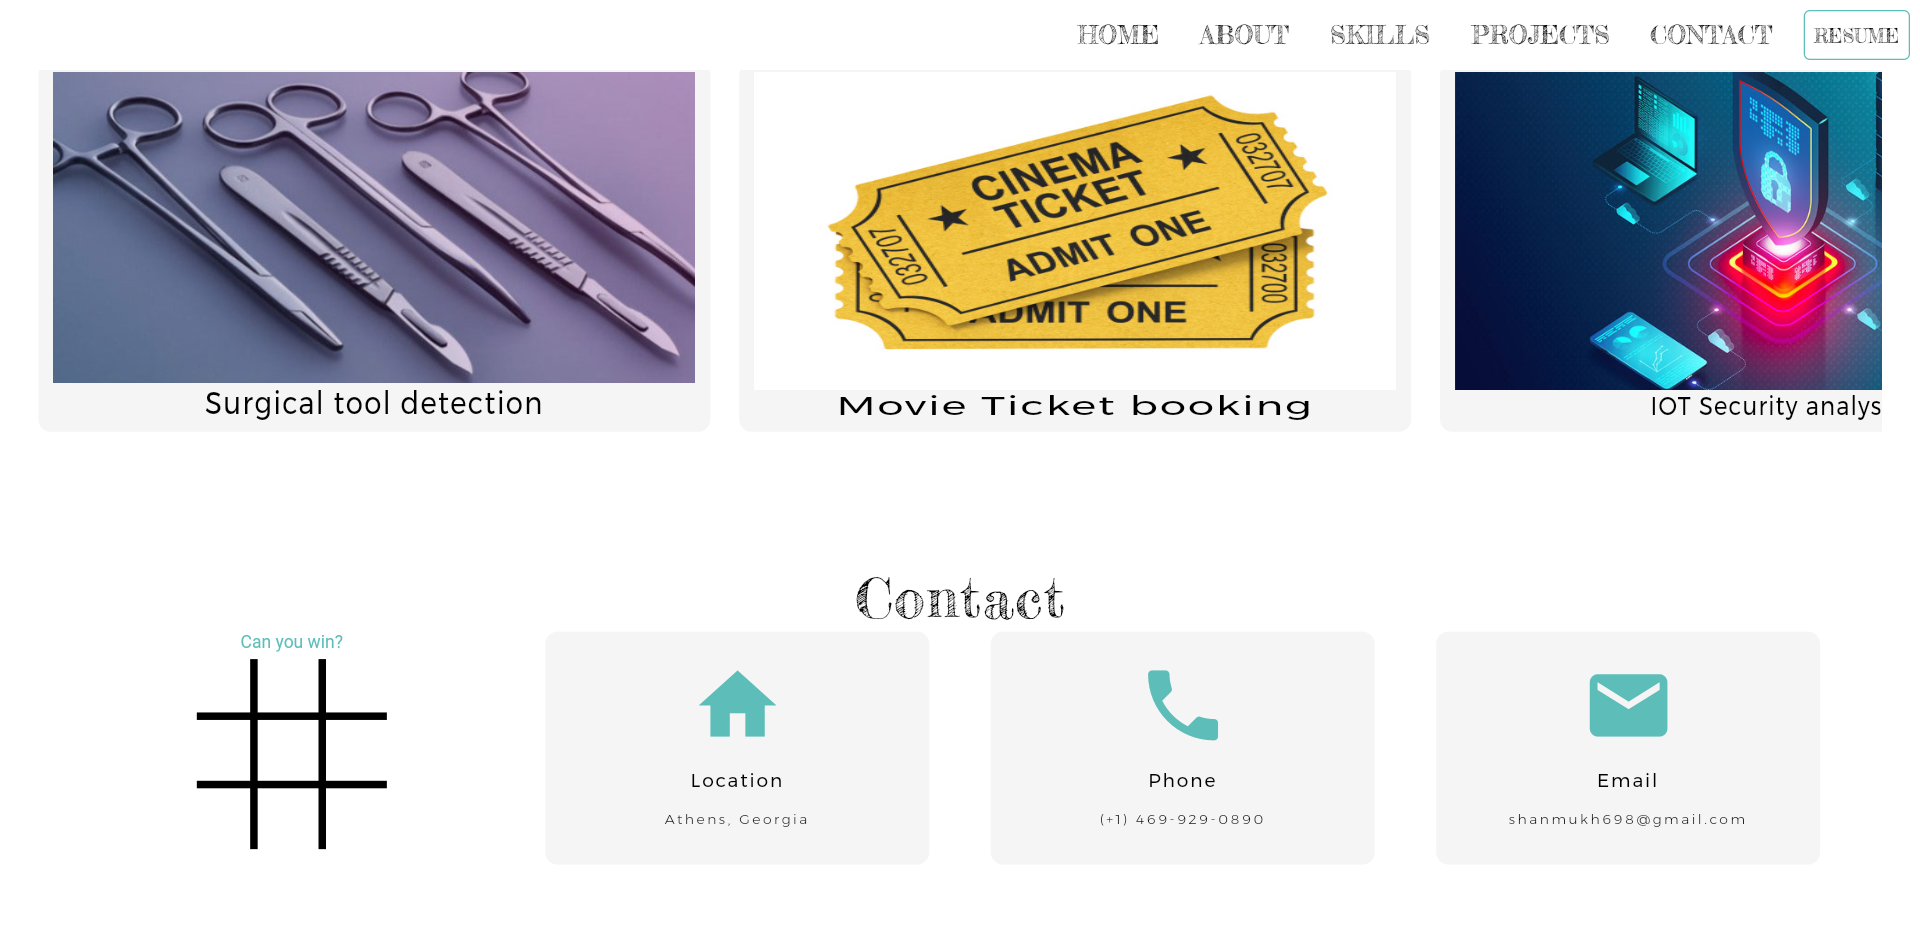 HOME ABOUT SKILLS PROJECTS CONTACT RESUME
CINEMA
TICKET
ADMIT ONE
032707
032707
ADMIT ONE
032700
Surgical tool detection
Movie Ticket booking
IOT Security analys
Contact
Can you win?
Location
Athens, Georgia
Phone
(+1) 469-929-0890
Email
shanmukh698@gmail.com